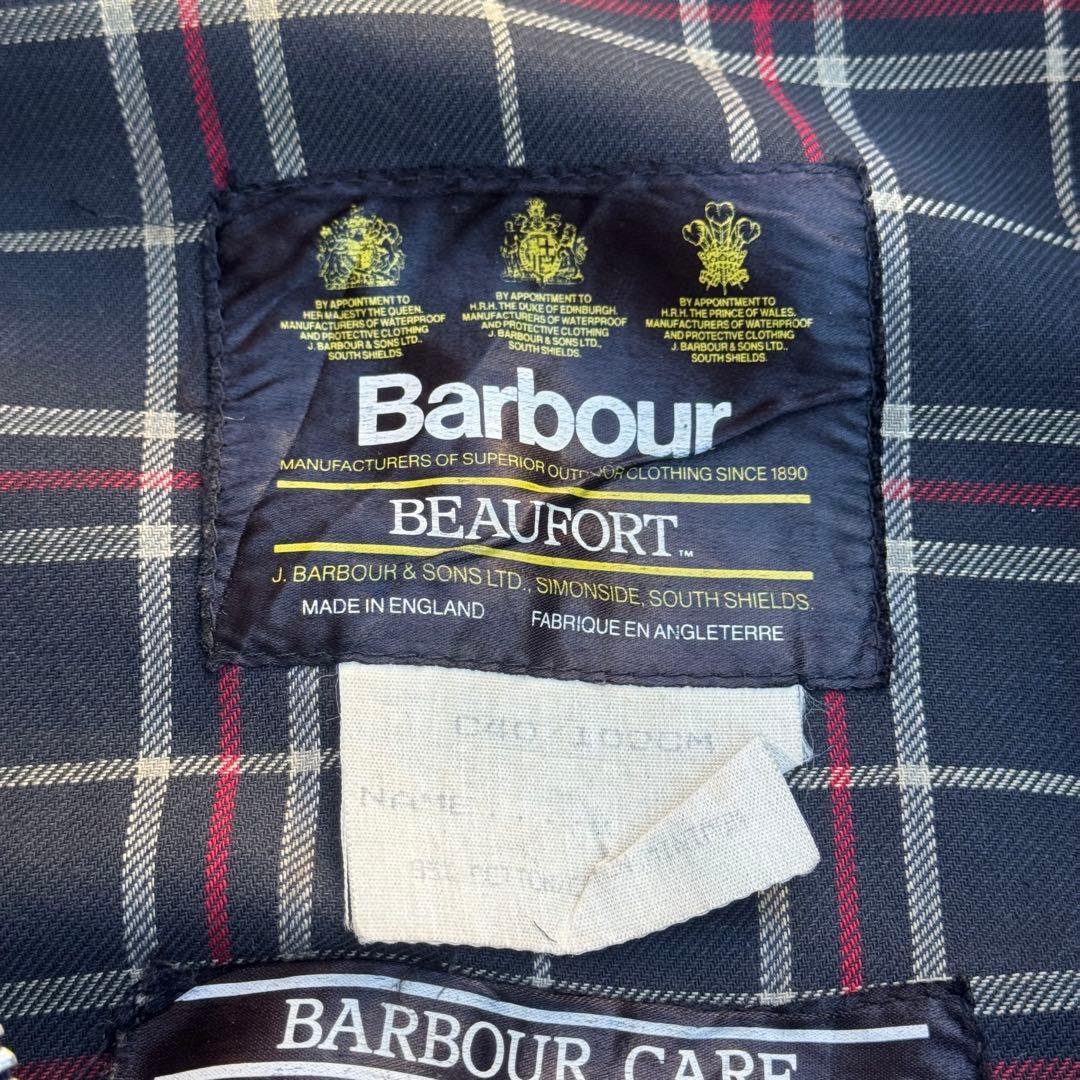 BY APPOINTMENT TO
HER MAJESTY THE QUEEN.
MANUFACTURERS OF WATERPROOF
AND PROTECTIVE CLOTHING
J. BARBOUR & SONS LTD.,
SOUTH SHIELDS.
BY APPOINTMENT TO
H.R.H. THE DUKE OF EDINBURGH.
MANUFACTURERS OF WATERPROOF
AND PROTECTIVE CLOTHING
J. BARBOUR & SONS LTD.,
SOUTH SHIELDS.
BY APPOINTMENT TO
H.R.H. THE PRINCE OF WALES.
MANUFACTURERS OF WATERPROOF
AND PROTECTIVE CLOTHING
J. BARBOUR & SONS LTD.,
SOUTH SHIELDS.
Barbour
MANUFACTURERS OF SUPERIOR OUTDOOR CLOTHING SINCE 1890
BEAUFORT™
J. BARBOUR & SONS LTD., SIMONSIDE, SOUTH SHIELDS.
MADE IN ENGLAND FABRIQUE EN ANGLETERRE
C40 102CM
NAME
BARBOUR CARE